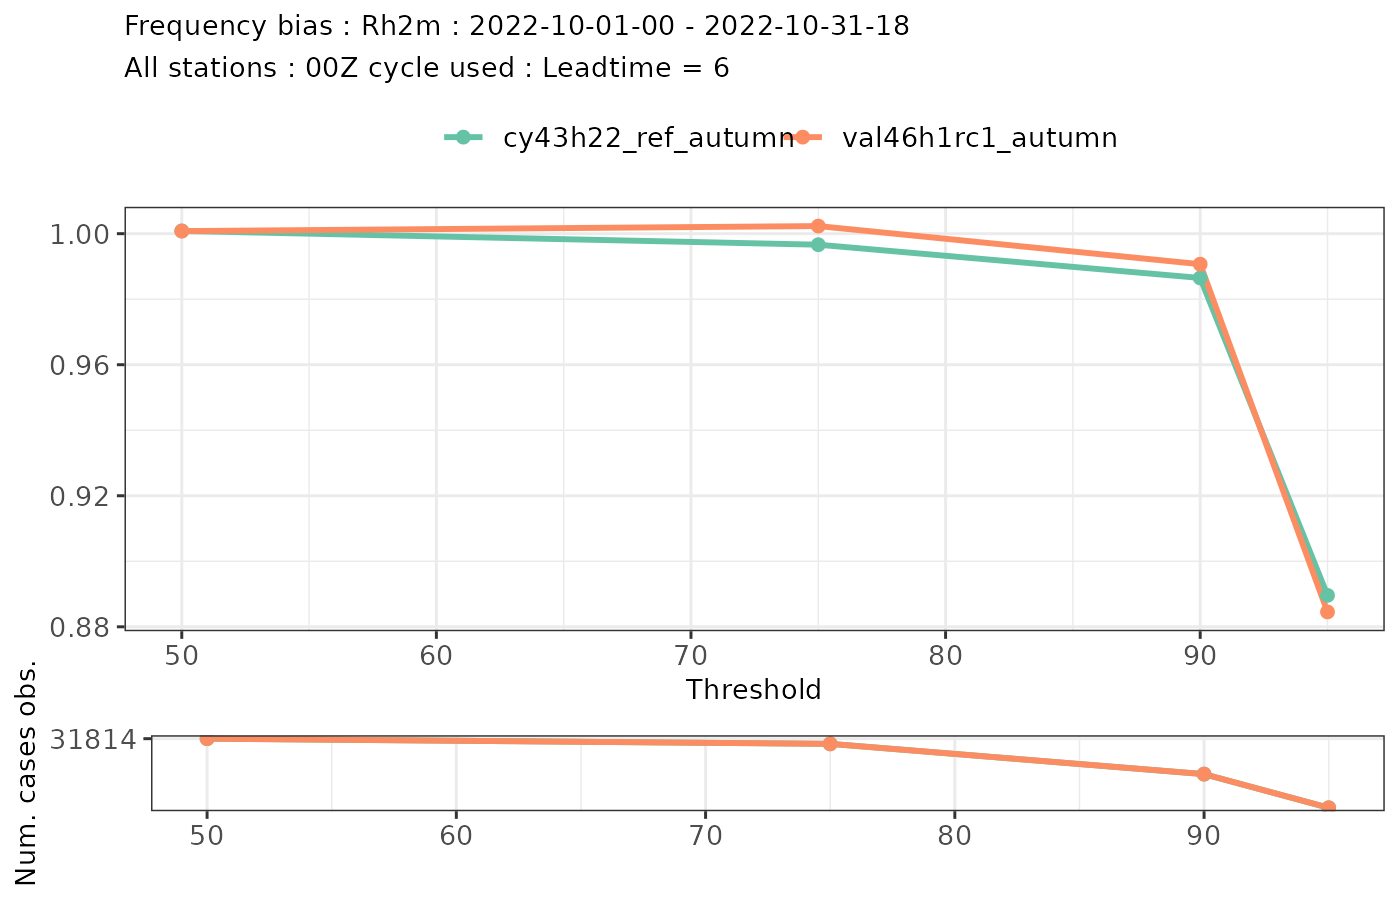 Frequency bias : Rh2m : 2022-10-01-00 - 2022-10-31-18
All stations : 00Z cycle used : Leadtime = 6
cy43h22_ref_autumn val46h1rc1_autumn
1.00
0.96
0.92
0.88
50 60 70 80 90
Threshold
Num. cases obs.
31814
50 60 70 80 90